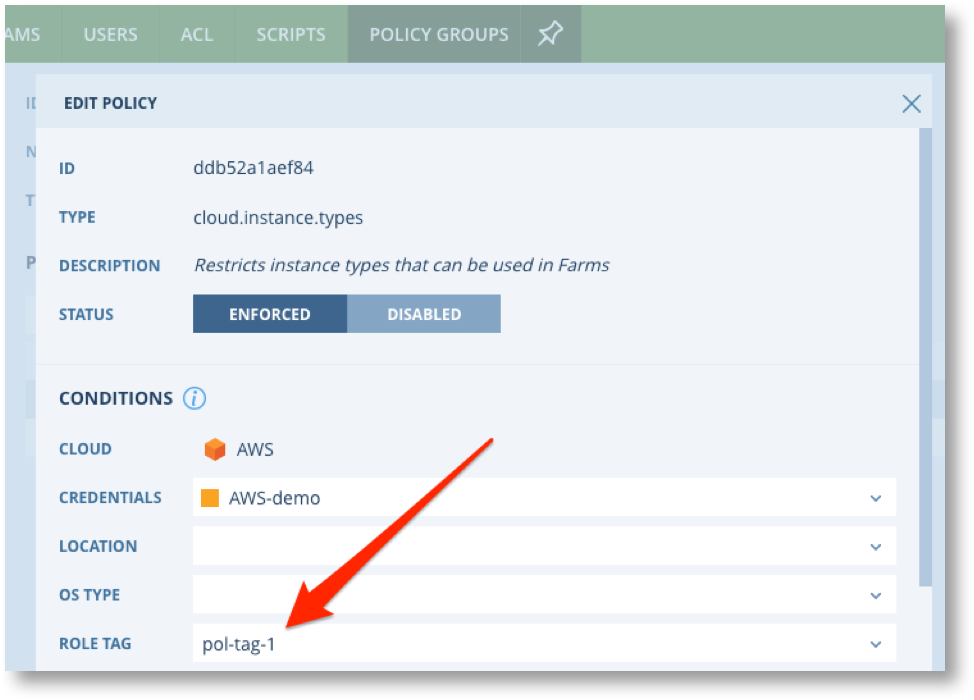 AMS USERS ACL SCRIPTS POLICY GROUPS
EDIT POLICY
ID ddb52a1aef84
TYPE cloud.instance.types
DESCRIPTION Restricts instance types that can be used in Farms
STATUS ENFORCED DISABLED
CONDITIONS i
CLOUD AWS
CREDENTIALS AWS-demo
LOCATION
OS TYPE
ROLE TAG pol-tag-1